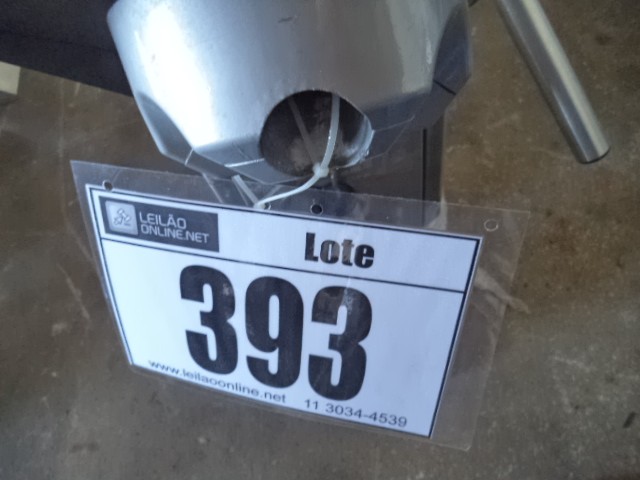 LEILÃO
ONLINE.NET
Lote
393
www.leilaoonline.net 11 3034-4539